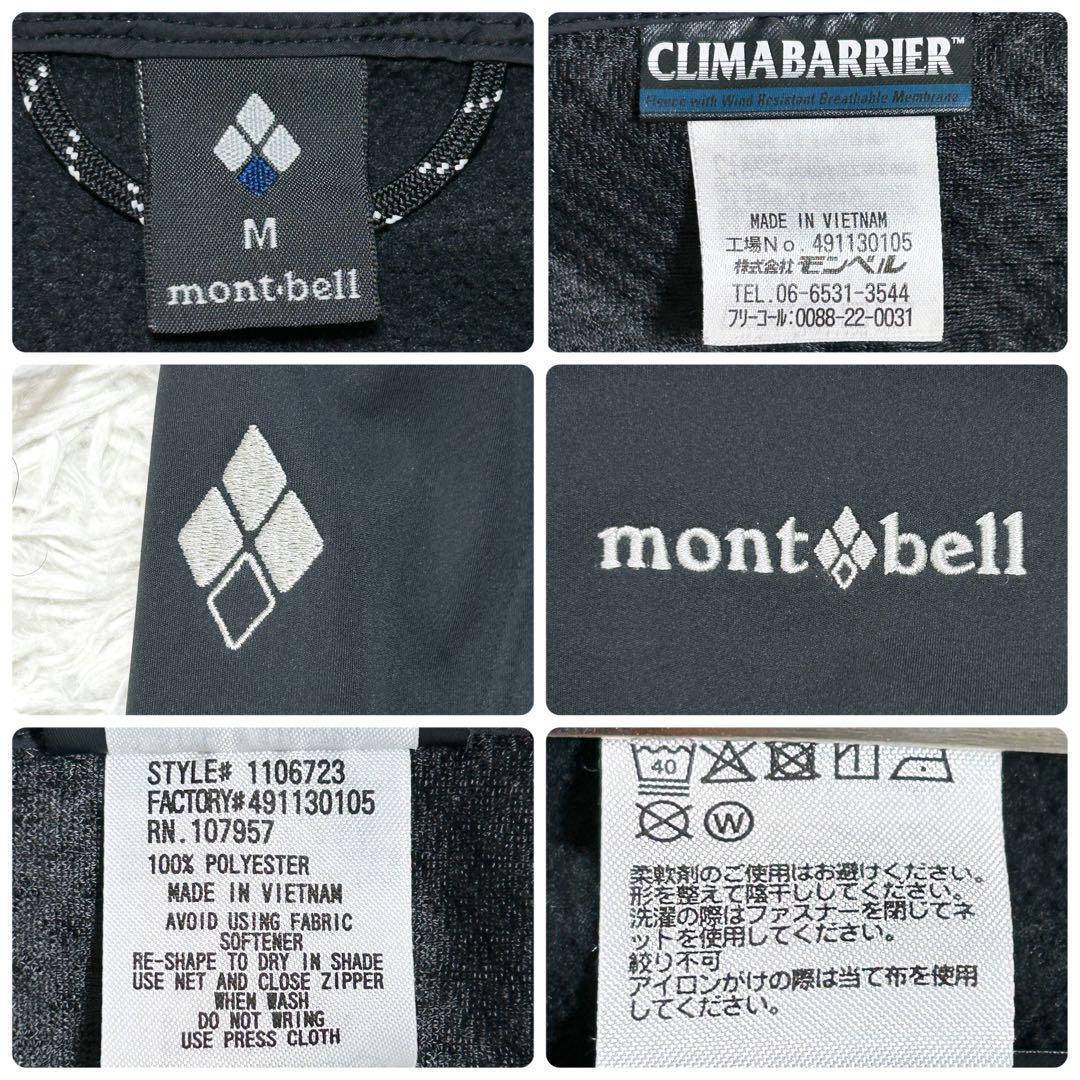 M
mont·bell
CLIMABARRIER™
Fleece with Wind Resistant Breathable Membrane
MADE IN VIETNAM
工場No. 491130105
株式会社モンベル
TEL.06-6531-3544
フリーコール:0088-22-0031
mont bell
STYLE# 1106723
FACTORY#491130105
RN.107957
100% POLYESTER
MADE IN VIETNAM
AVOID USING FABRIC
SOFTENER
RE-SHAPE TO DRY IN SHADE
USE NET AND CLOSE ZIPPER
WHEN WASH
DO NOT WRING
USE PRESS CLOTH
40
W
柔軟剤のご使用はお避けください。
形を整えて陰干ししてください。
洗濯の際はファスナーを閉じてネ
ットを使用してください。
絞り不可
アイロンがけの際は当て布を使用
してください。